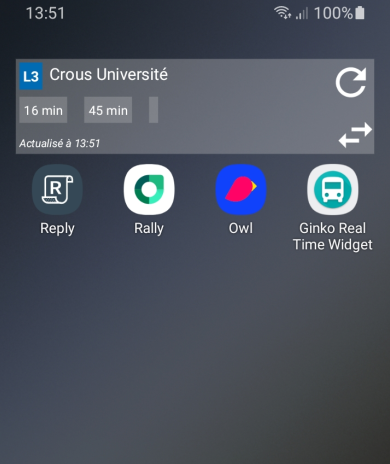 13:51
100%
L3 Crous Université
16 min 45 min
Actualisé à 13:51
R
Reply Rally Owl Ginko Real
Time Widget